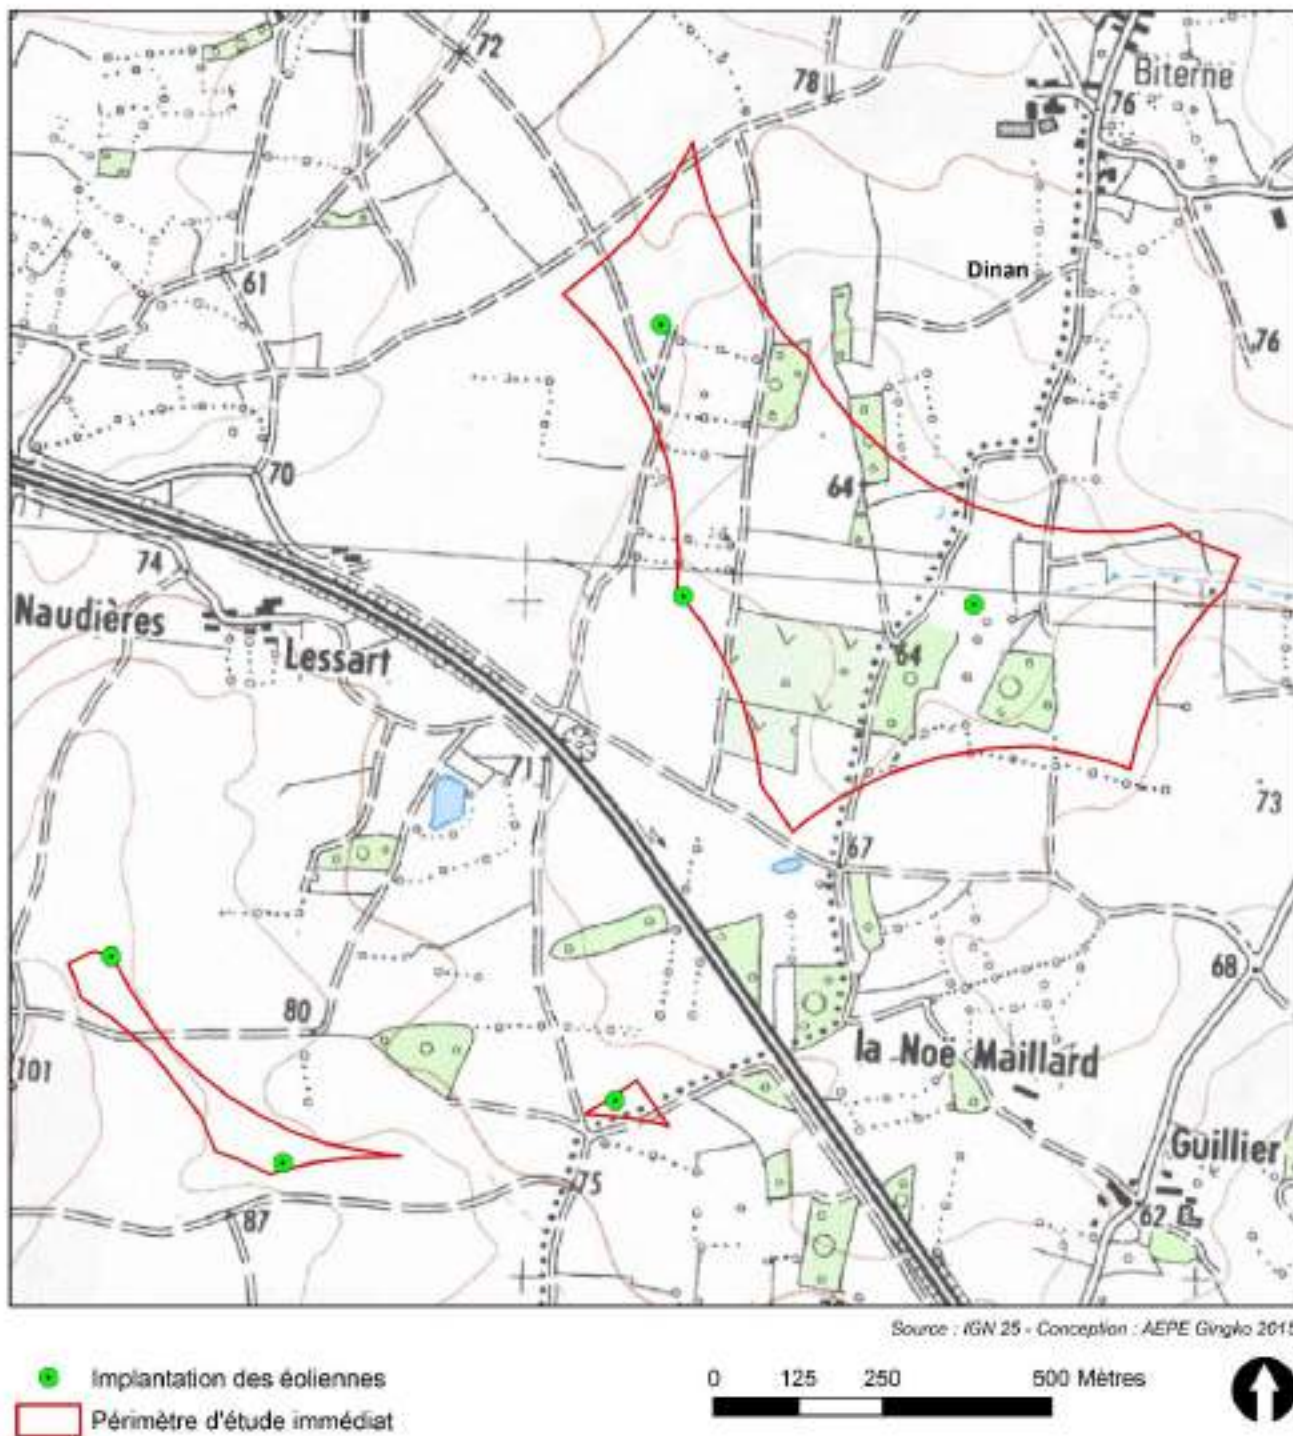 72
78
Biterne
76
61
Dinan
76
70
64
74
Naudières
Lessart
64
73
67
68
80
la Noë Maillard
101
Guillier
75
62
87
Source : IGN 25 - Conception : AEPE Gingko 2015
Implantation des éoliennes
Périmètre d'étude immédiat
0 125 250 500 Mètres